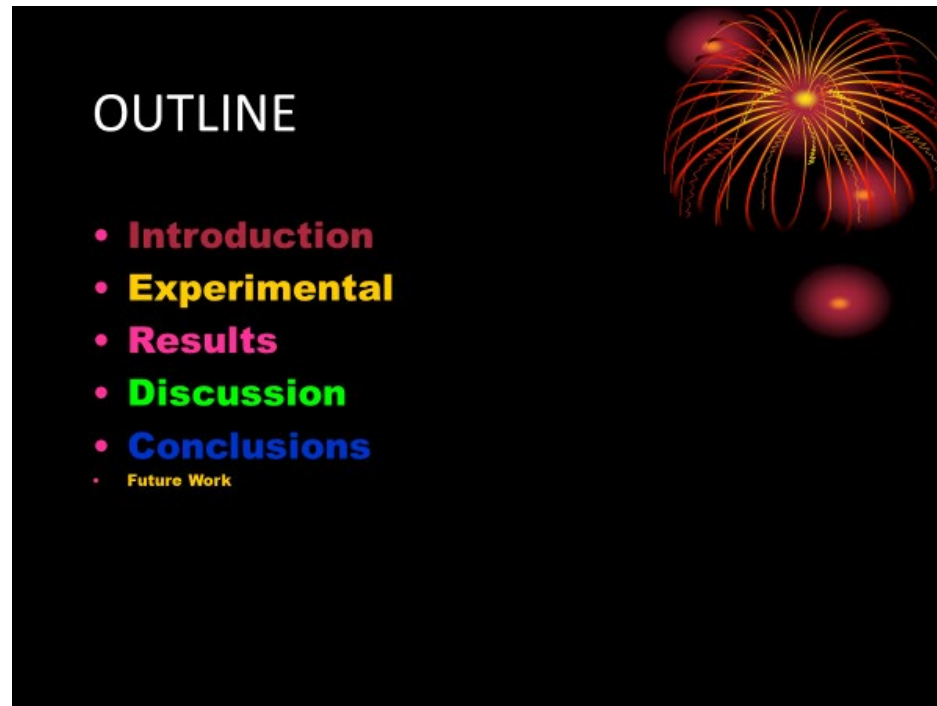 OUTLINE
• Introduction
• Experimental
• Results
• Discussion
• Conclusions
• Future Work